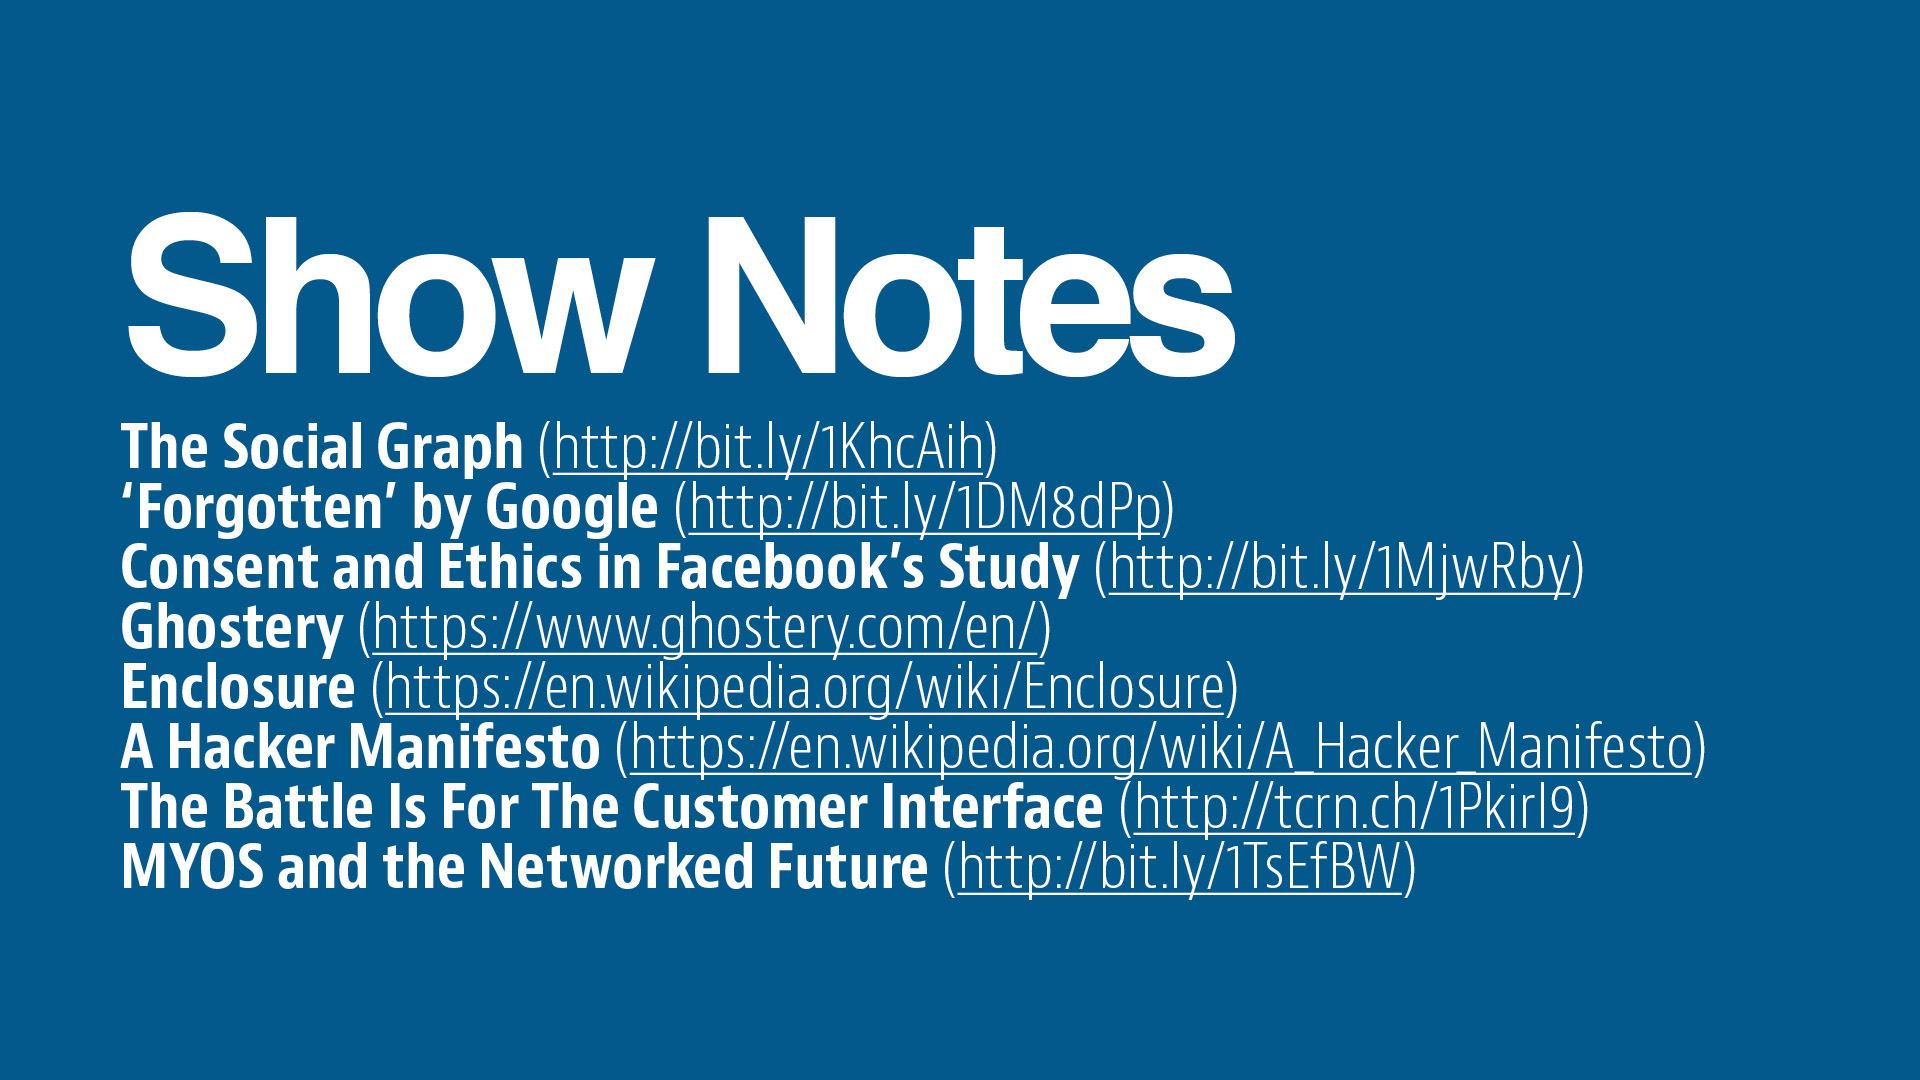 Show Notes
The Social Graph (http://bit.ly/1KhcAih)
‘Forgotten’ by Google (http://bit.ly/1DM8dPp)
Consent and Ethics in Facebook’s Study (http://bit.ly/1MjwRby)
Ghostery (https://www.ghostery.com/en/)
Enclosure (https://en.wikipedia.org/wiki/Enclosure)
A Hacker Manifesto (https://en.wikipedia.org/wiki/A_Hacker_Manifesto)
The Battle Is For The Customer Interface (http://tcrn.ch/1PkirI9)
MYOS and the Networked Future (http://bit.ly/1TsEfBW)